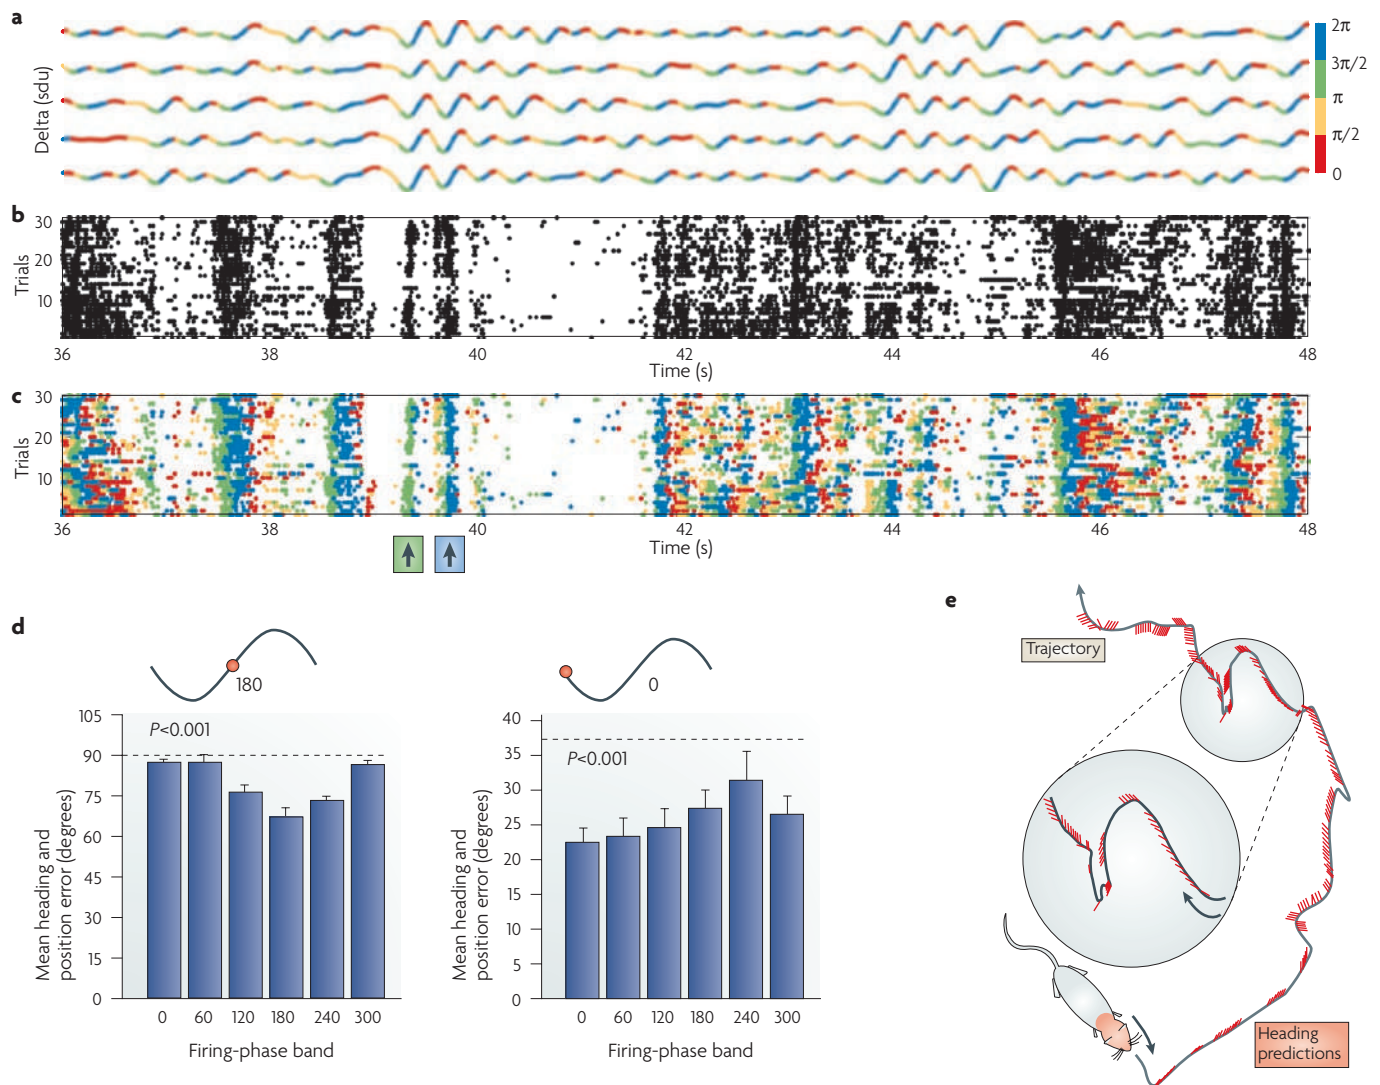 a
Delta (sdu)
2π
3π/2
π
π/2
0
b
Trials
30
20
10
36 38 40 42 44 46 48
Time (s)
c
Trials
30
20
10
36 38 40 42 44 46 48
Time (s)
d
180
P<0.001
Mean heading and
position error (degrees)
105
90
75
60
45
30
15
0
0 60 120 180 240 300
Firing-phase band
0
P<0.001
Mean heading and
position error (degrees)
40
35
30
25
20
15
10
5
0
0 60 120 180 240 300
Firing-phase band
e
Trajectory
Heading
predictions